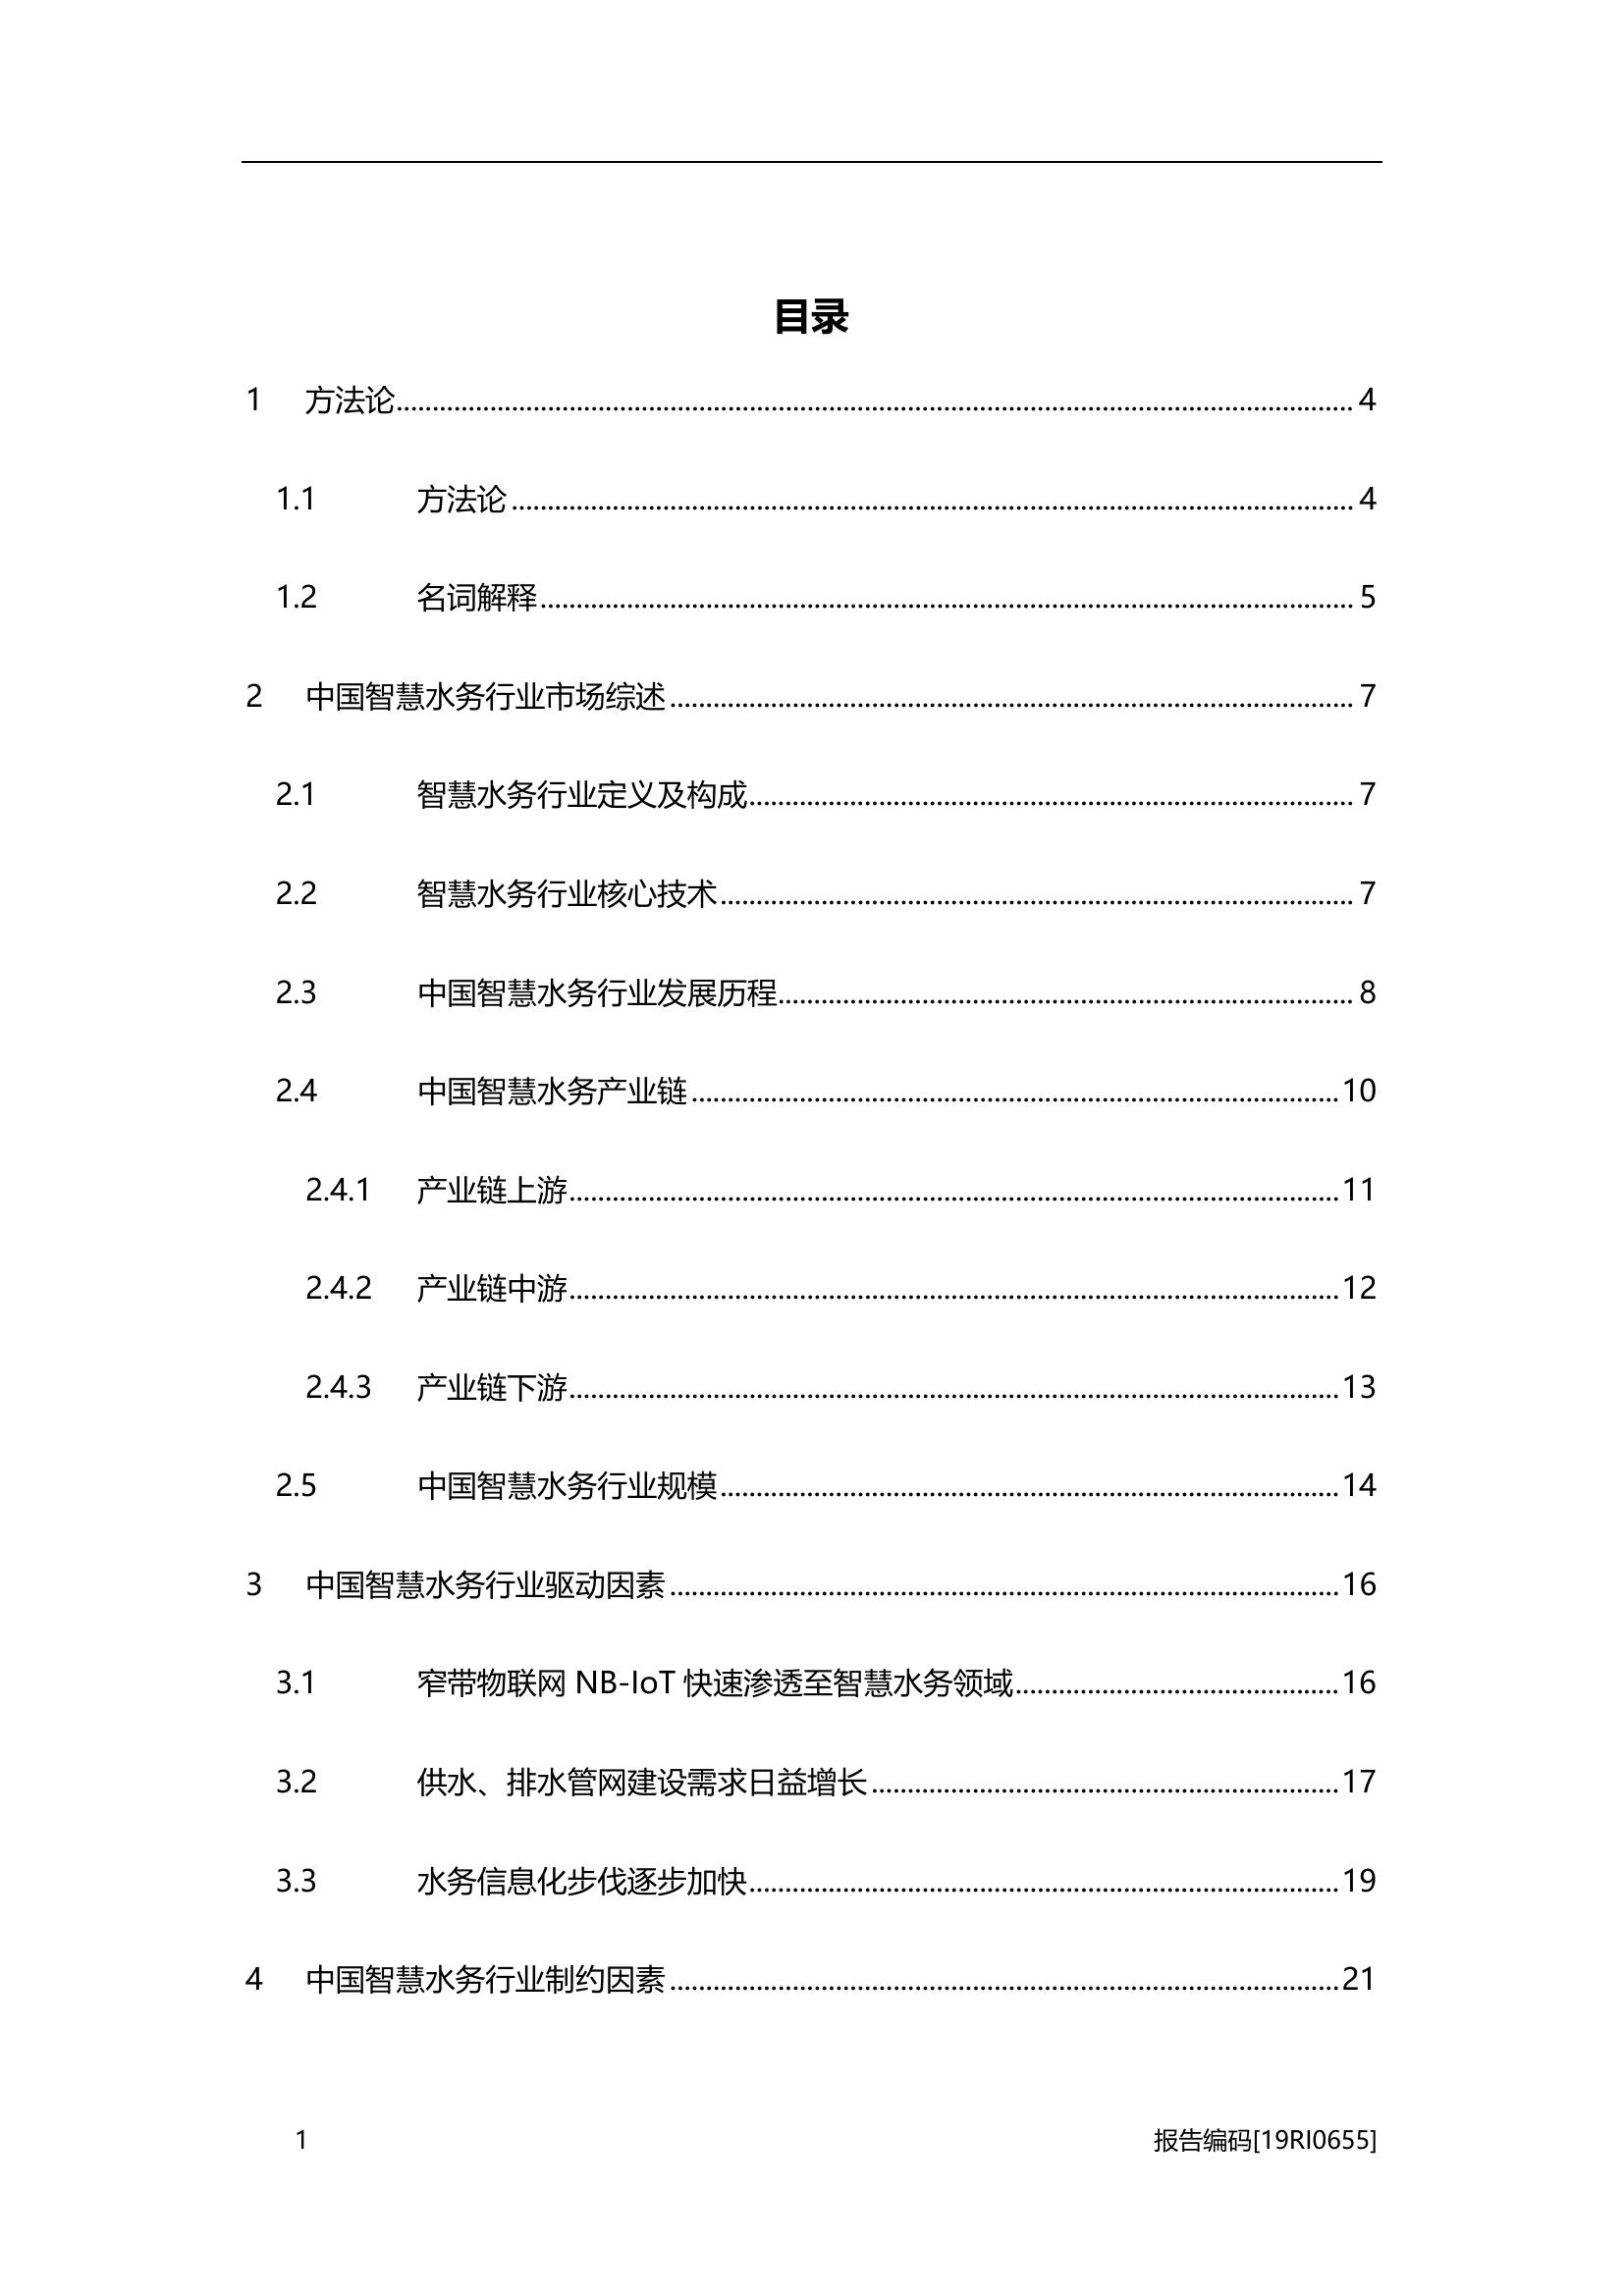 目录
1 方法论 4
1.1 方法论 4
1.2 名词解释 5
2 中国智慧水务行业市场综述 7
2.1 智慧水务行业定义及构成 7
2.2 智慧水务行业核心技术 7
2.3 中国智慧水务行业发展历程 8
2.4 中国智慧水务产业链 10
2.4.1 产业链上游 11
2.4.2 产业链中游 12
2.4.3 产业链下游 13
2.5 中国智慧水务行业规模 14
3 中国智慧水务行业驱动因素 16
3.1 窄带物联网 NB-IoT 快速渗透至智慧水务领域 16
3.2 供水、排水管网建设需求日益增长 17
3.3 水务信息化步伐逐步加快 19
4 中国智慧水务行业制约因素 21
1 报告编码[19RI0655]